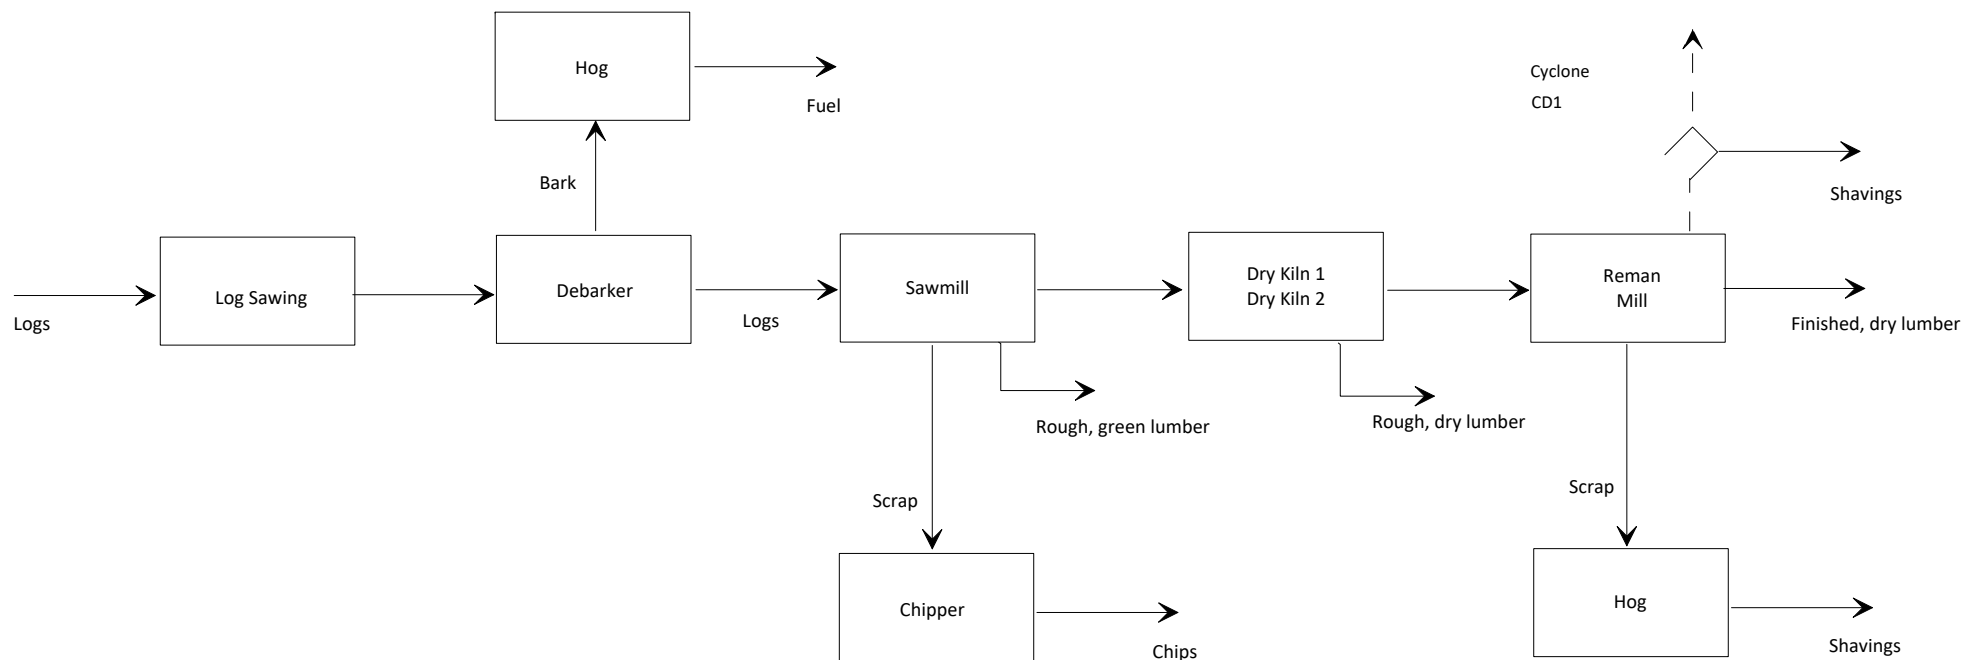 Hog
Fuel
Cyclone
CD1
Shavings
Bark
Logs
Log Sawing
Debarker
Logs
Sawmill
Dry Kiln 1
Dry Kiln 2
Reman
Mill
Finished, dry lumber
Rough, green lumber
Rough, dry lumber
Scrap
Scrap
Chipper
Chips
Hog
Shavings